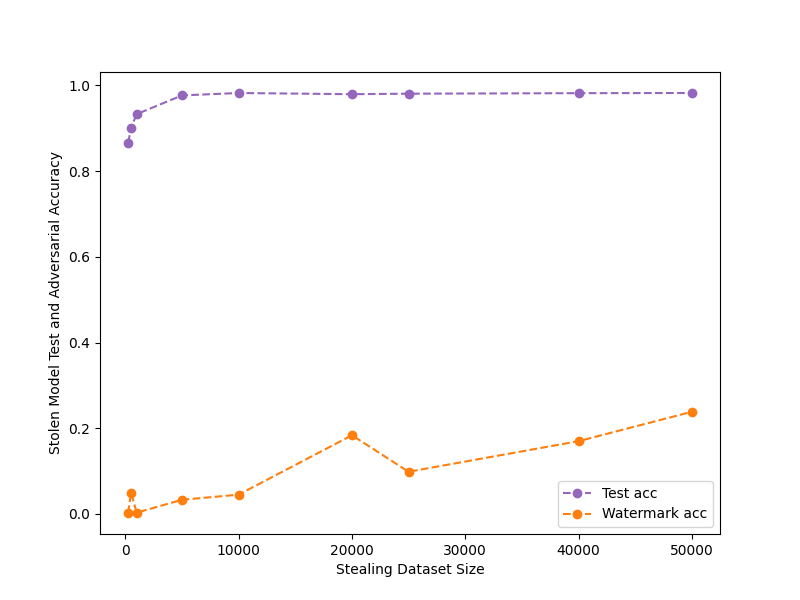 1.0
0.8
0.6
0.4
0.2
0.0
Stolen Model Test and Adversarial Accuracy
Test acc
Watermark acc
0 10000 20000 30000 40000 50000
Stealing Dataset Size